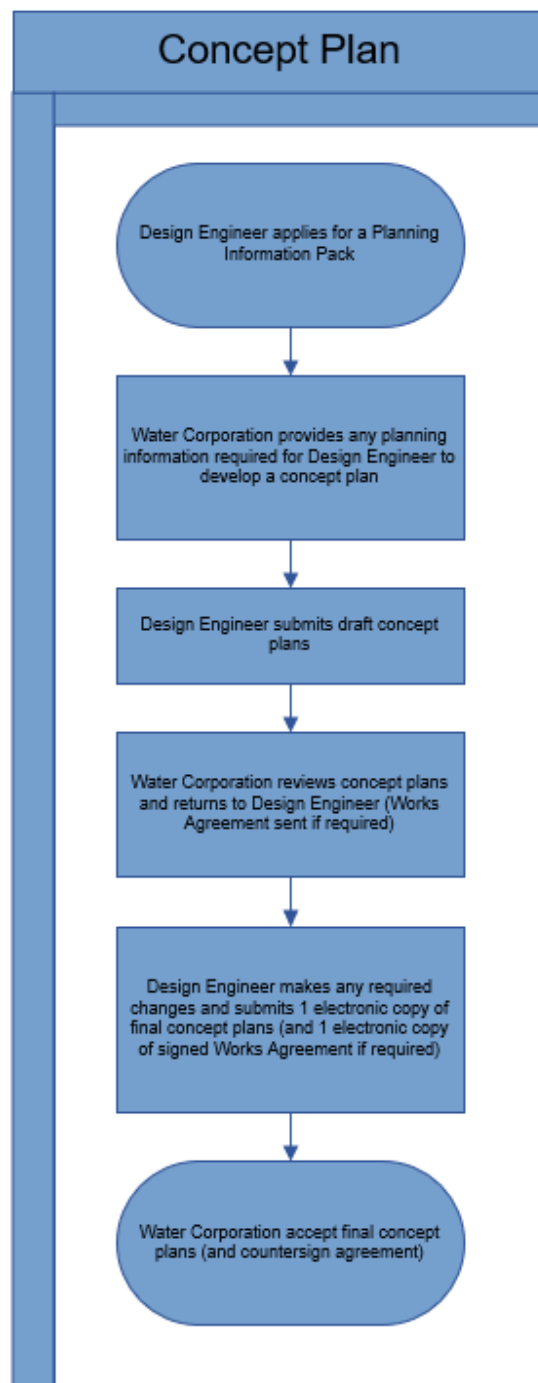 Concept Plan
Design Engineer applies for a Planning
Information Pack
Water Corporation provides any planning
information required for Design Engineer to
develop a concept plan
Design Engineer submits draft concept
plans
Water Corporation reviews concept plans
and returns to Design Engineer (Works
Agreement sent if required)
Design Engineer makes any required
changes and submits 1 electronic copy of
final concept plans (and 1 electronic copy
of signed Works Agreement if required)
Water Corporation accept final concept
plans (and countersign agreement)